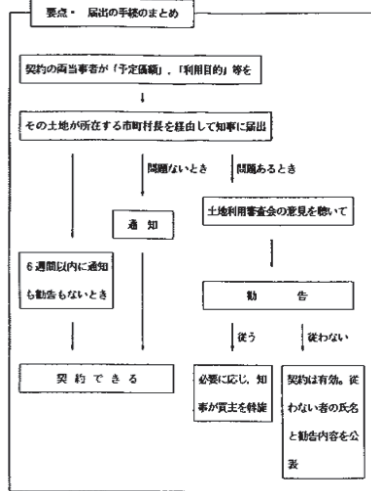 要点・ 届出の手続のまとめ
契約の両当事者が「予定価額」,「利用目的」等を
その土地が所在する市町村長を経由して知事に届出
問題ないとき
問題あるとき
通知
土地利用審査会の意見を聴いて
6週間以内に通知
も勧告もないとき
勧 告
従う
従わない
契約できる
必要に応じ,知
事が買主を斡旋
契約は有効。従
わない者の氏名
と勧告内容を公
表